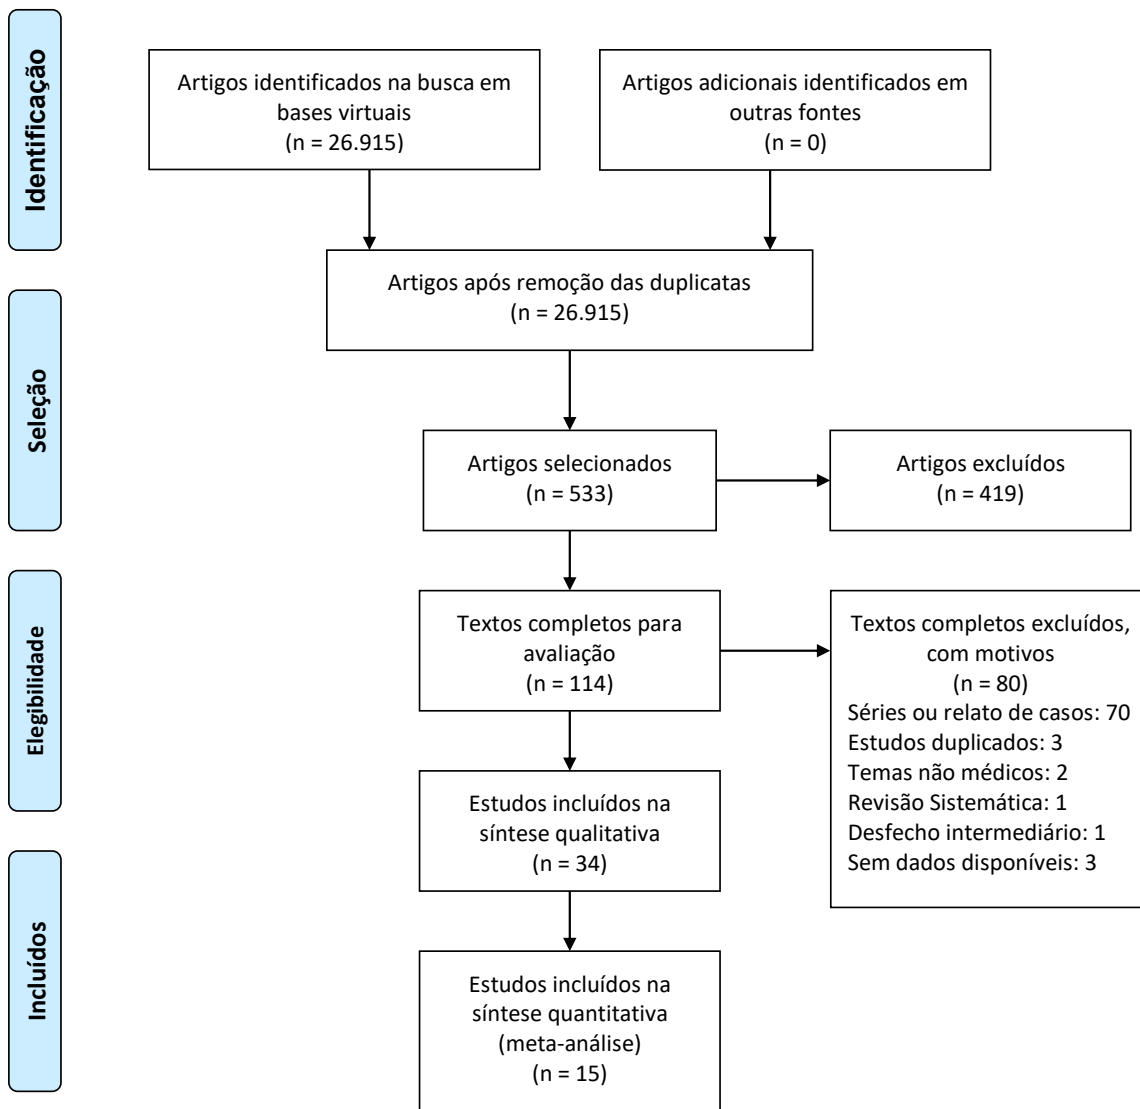 Identificação
Artigos identificados na busca em
bases virtuais
(n = 26.915)
Artigos adicionais identificados em
outras fontes
(n = 0)
Artigos após remoção das duplicatas
(n = 26.915)
Seleção
Artigos selecionados
(n = 533)
Artigos excluídos
(n = 419)
Elegibilidade
Textos completos para
avaliação
(n = 114)
Textos completos excluídos,
com motivos
(n = 80)
Séries ou relato de casos: 70
Estudos duplicados: 3
Temas não médicos: 2
Revisão Sistemática: 1
Desfecho intermediário: 1
Sem dados disponíveis: 3
Estudos incluídos na
síntese qualitativa
(n = 34)
Incluídos
Estudos incluídos na
síntese quantitativa
(meta-análise)
(n = 15)